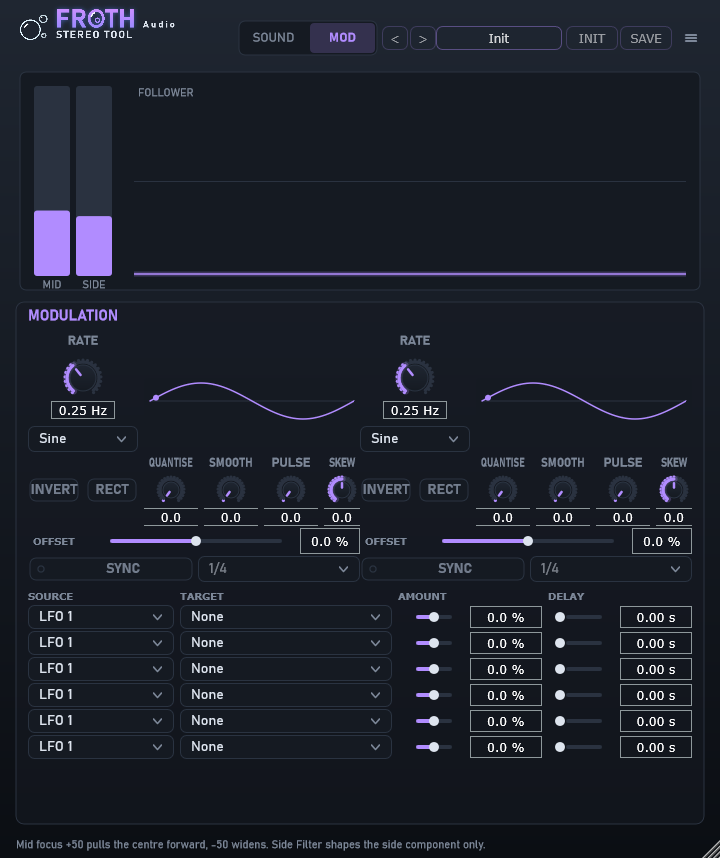 FROTH Audio
STEREO TOOL
SOUND MOD < > Init INIT SAVE
FOLLOWER
MID SIDE
MODULATION
RATE RATE
0.25 Hz 0.25 Hz
Sine Sine
QUANTISE SMOOTH PULSE SKEW QUANTISE SMOOTH PULSE SKEW
INVERT RECT INVERT RECT
0.0 0.0 0.0 0.0 0.0 0.0 0.0 0.0
OFFSET 0.0 % OFFSET 0.0 %
SYNC 1/4 SYNC 1/4
SOURCE TARGET AMOUNT DELAY
LFO 1 None 0.0 % 0.00 s
LFO 1 None 0.0 % 0.00 s
LFO 1 None 0.0 % 0.00 s
LFO 1 None 0.0 % 0.00 s
LFO 1 None 0.0 % 0.00 s
LFO 1 None 0.0 % 0.00 s
Mid focus +50 pulls the centre forward, -50 widens. Side Filter shapes the side component only.